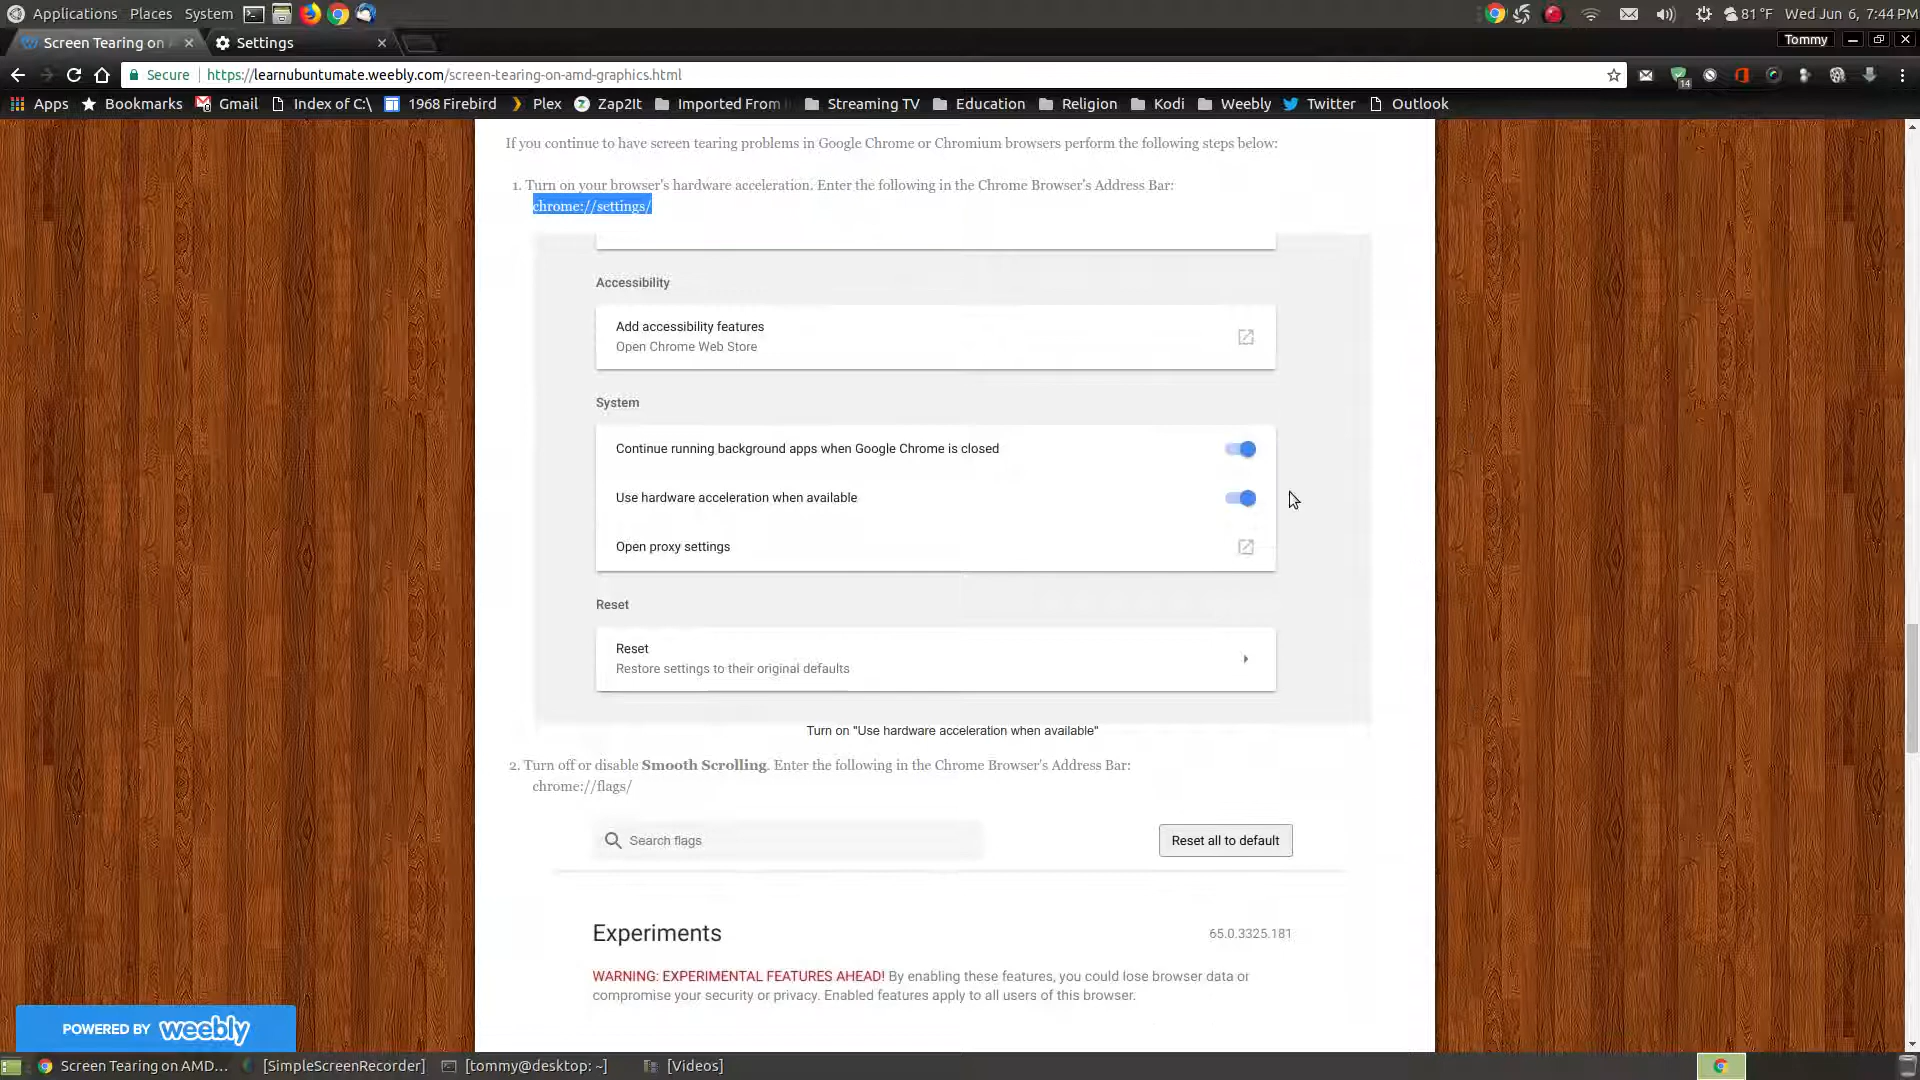 Applications Places System 81 °F Wed Jun 6, 7:44 PM
Screen Tearing on Settings Tommy
Secure https://learnubuntumate.weebly.com/screen-tearing-on-amd-graphics.html 14
Apps Bookmarks Gmail Index of C:\ 1968 Firebird Plex Zap2It Imported From Streaming TV Education Religion Kodi Weebly Twitter Outlook
If you continue to have screen tearing problems in Google Chrome or Chromium browsers perform the following steps below:
1. Turn on your browser's hardware acceleration. Enter the following in the Chrome Browser's Address Bar:
chrome://settings/
Accessibility
Add accessibility features
Open Chrome Web Store
System
Continue running background apps when Google Chrome is closed
Use hardware acceleration when available
Open proxy settings
Reset
Reset
Restore settings to their original defaults
Turn on "Use hardware acceleration when available"
2. Turn off or disable Smooth Scrolling. Enter the following in the Chrome Browser's Address Bar:
chrome://flags/
Search flags Reset all to default
Experiments 65.0.3325.181
WARNING: EXPERIMENTAL FEATURES AHEAD! By enabling these features, you could lose browser data or
compromise your security or privacy. Enabled features apply to all users of this browser.
POWERED BY weebly
Screen Tearing on AMD... [SimpleScreenRecorder] [tommy@desktop: ~] [Videos]